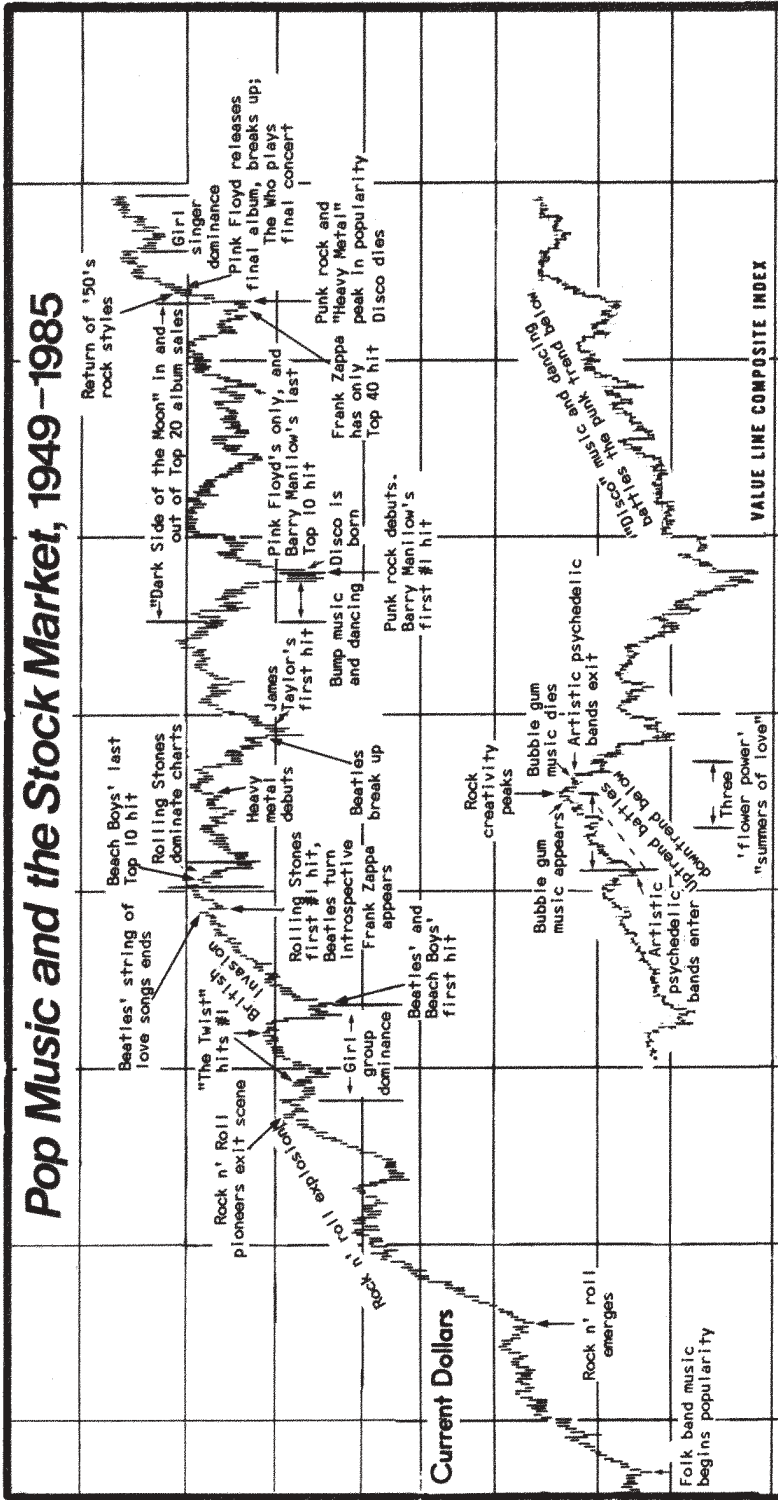 Pop Music and the Stock Market, 1949–1985
Current Dollars
Folk band music
begins popularity
Rock n' roll
emerges
Rock n' roll explosion
Rock n' Roll
pioneers exit scene
"The Twist"
hits #1
Girl
group
dominance
British
Invasion
Beatles' and
Beach Boys'
first hit
Beatles' string of
love songs ends
Rolling Stones
first #1 hit,
Beatles turn
introspective
Frank Zappa
appears
Beach Boys' last
Top 10 hit
Rolling Stones
dominate charts
Heavy
metal
debuts
Beatles
break up
James
Taylor's
first hit
"Dark Side of the Moon" in and
out of Top 20 album sales
Bump music
and dancing
Disco is
born
Pink Floyd's only, and
Barry Manilow's last
Top 10 hit
Punk rock debuts.
Barry Manilow's
first #1 hit
Frank Zappa
has only
Top 40 hit
Return of '50's
rock styles
Girl
singer
dominance
Pink Floyd releases
final album, breaks up;
The Who plays
final concert
Punk rock and
"Heavy Metal"
peak in popularity
Disco dies
Artistic
psychedelic
bands enter
Uptrend battles
downtrend below
Bubble gum
music appears
Rock
creativity
peaks
Bubble gum
music dies
Artistic psychedelic
bands exit
Three
'flower power'
"summers of love"
"Disco" music and dancing
battles the punk trend below
VALUE LINE COMPOSITE INDEX